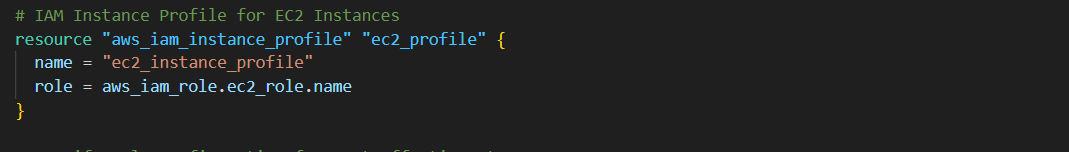 # IAM Instance Profile for EC2 Instances
resource "aws_iam_instance_profile" "ec2_profile" {
  name = "ec2_instance_profile"
  role = aws_iam_role.ec2_role.name
}